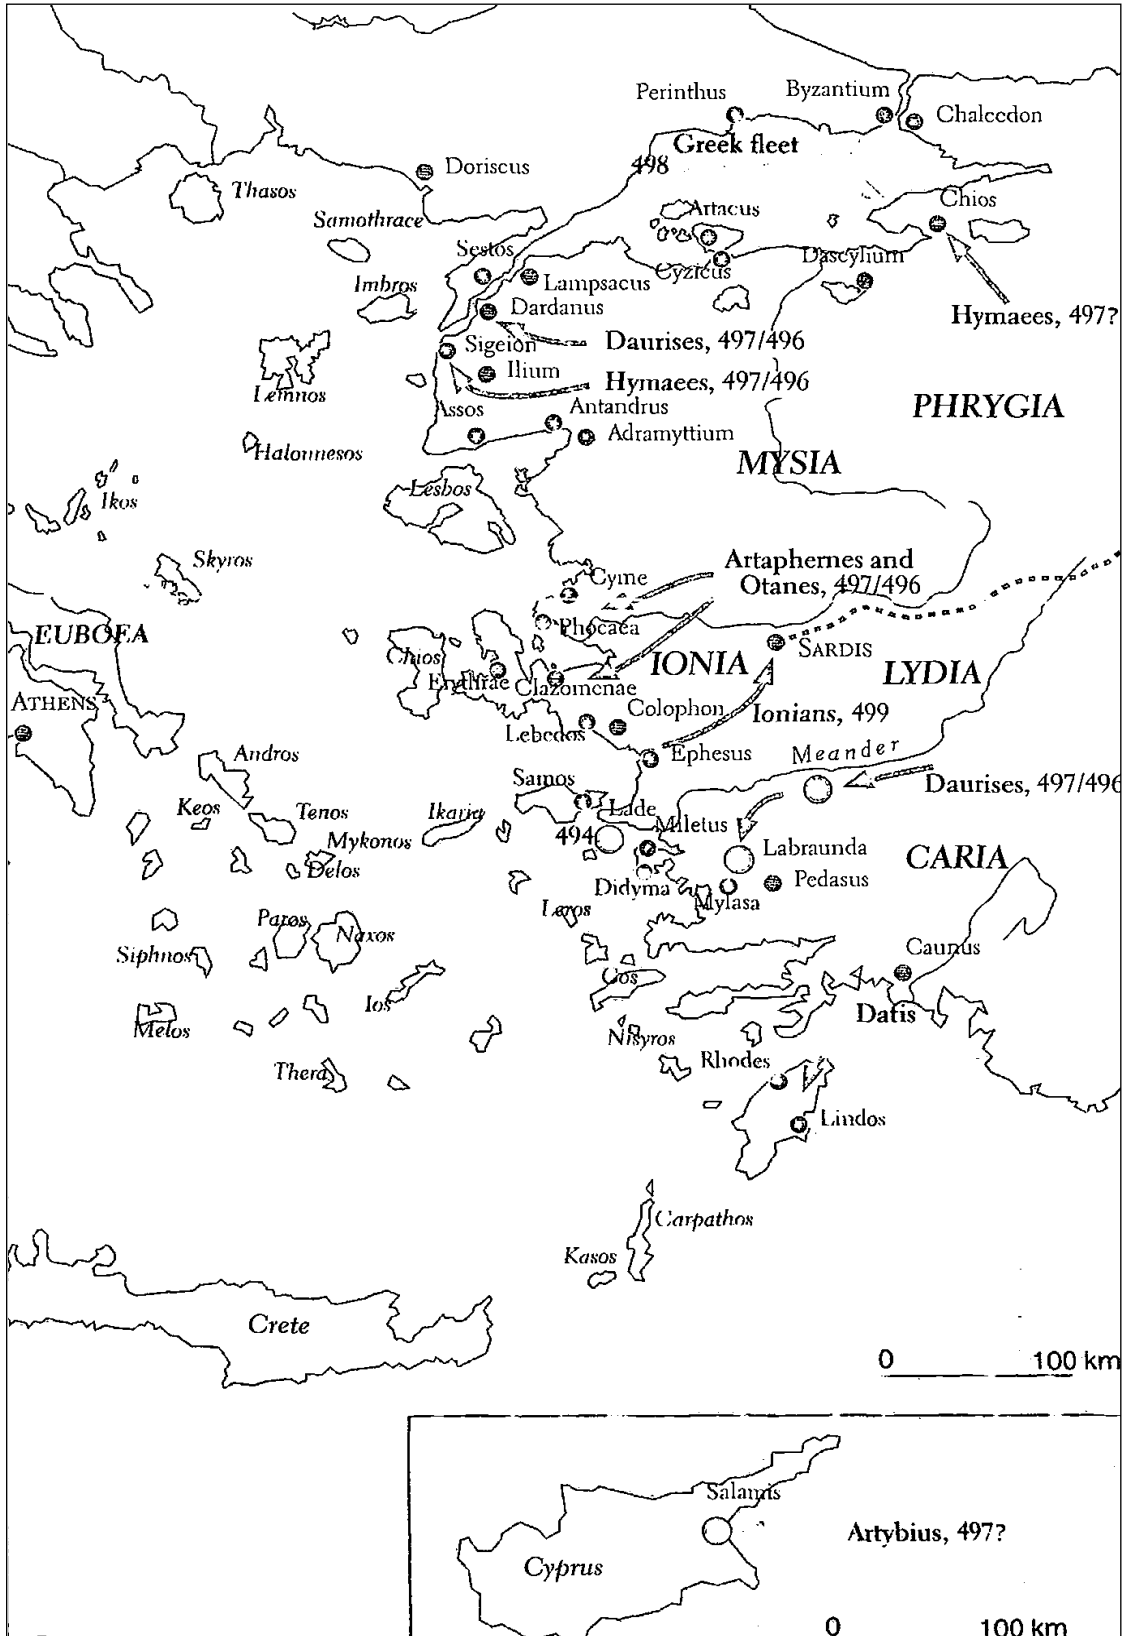 Perinthus
Byzantium
Chalcedon
Greek fleet
498
Doriscus
Thasos
Samothrace
Chios
Artacus
Sestos
Dascylium
Cyzicus
Imbros
Lampsacus
Dardanus
Hymaees, 497?
Daurises, 497/496
Sigeion
Ilium
Hymaees, 497/496
Lemnos
Assos
Antandrus
PHRYGIA
Adramyttium
Halonnesos
MYSIA
Lesbos
Ikos
Skyros
Artaphernes and
Otanes, 497/496
Cyme
Phocaea
EUBOEA
SARDIS
Chios
IONIA
LYDIA
Erythrae
Clazomenae
ATHENS
Colophon
Ionians, 499
Lebedos
Ephesus
Meander
Andros
Samos
Daurises, 497/496
Keos
Tenos
Ikaria
Lade
Miletus
494
Mykonos
Labraunda
CARIA
Delos
Didyma
Pedasus
Mylasa
Leros
Paros
Naxos
Siphnos
Caunus
Cos
Ios
Datis
Melos
Nisyros
Rhodes
Thera
Lindos
Carpathos
Kasos
Crete
0 100 km
Salamis
Artybius, 497?
Cyprus
0 100 km